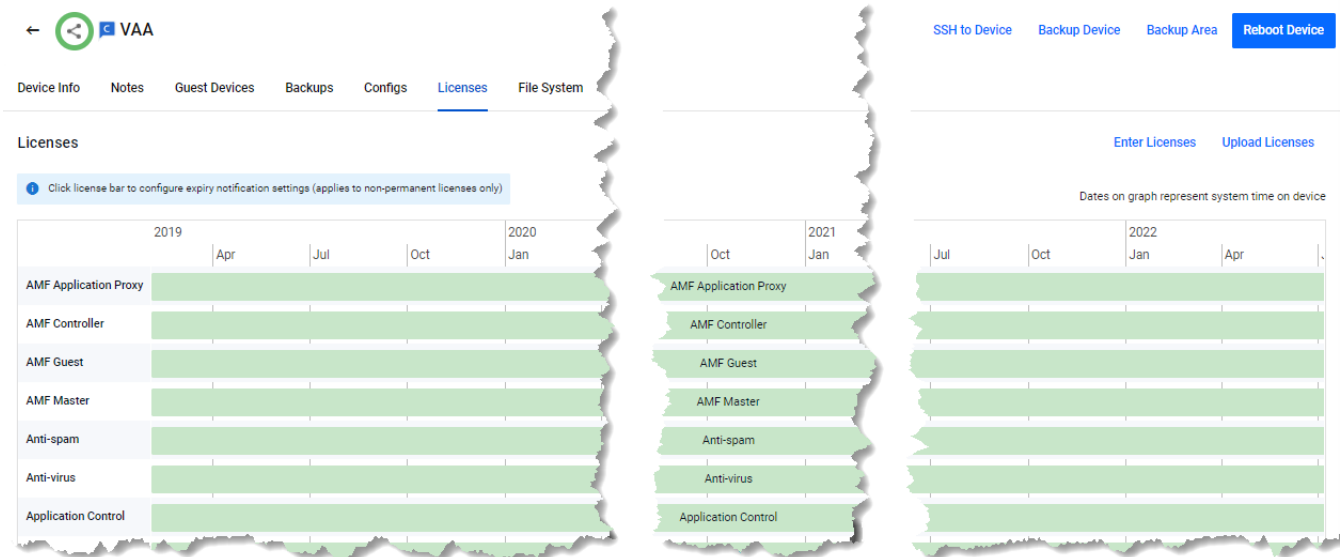 ← C VAA SSH to Device Backup Device Backup Area Reboot Device
Device Info Notes Guest Devices Backups Configs Licenses File System
Licenses Enter Licenses Upload Licenses
i Click license bar to configure expiry notification settings (applies to non-permanent licenses only)
Dates on graph represent system time on device
2019 2020 2021 2022
Apr Jul Oct Jan Oct Jan Jul Oct Jan Apr
AMF Application Proxy AMF Application Proxy
AMF Controller AMF Controller
AMF Guest AMF Guest
AMF Master AMF Master
Anti-spam Anti-spam
Anti-virus Anti-virus
Application Control Application Control